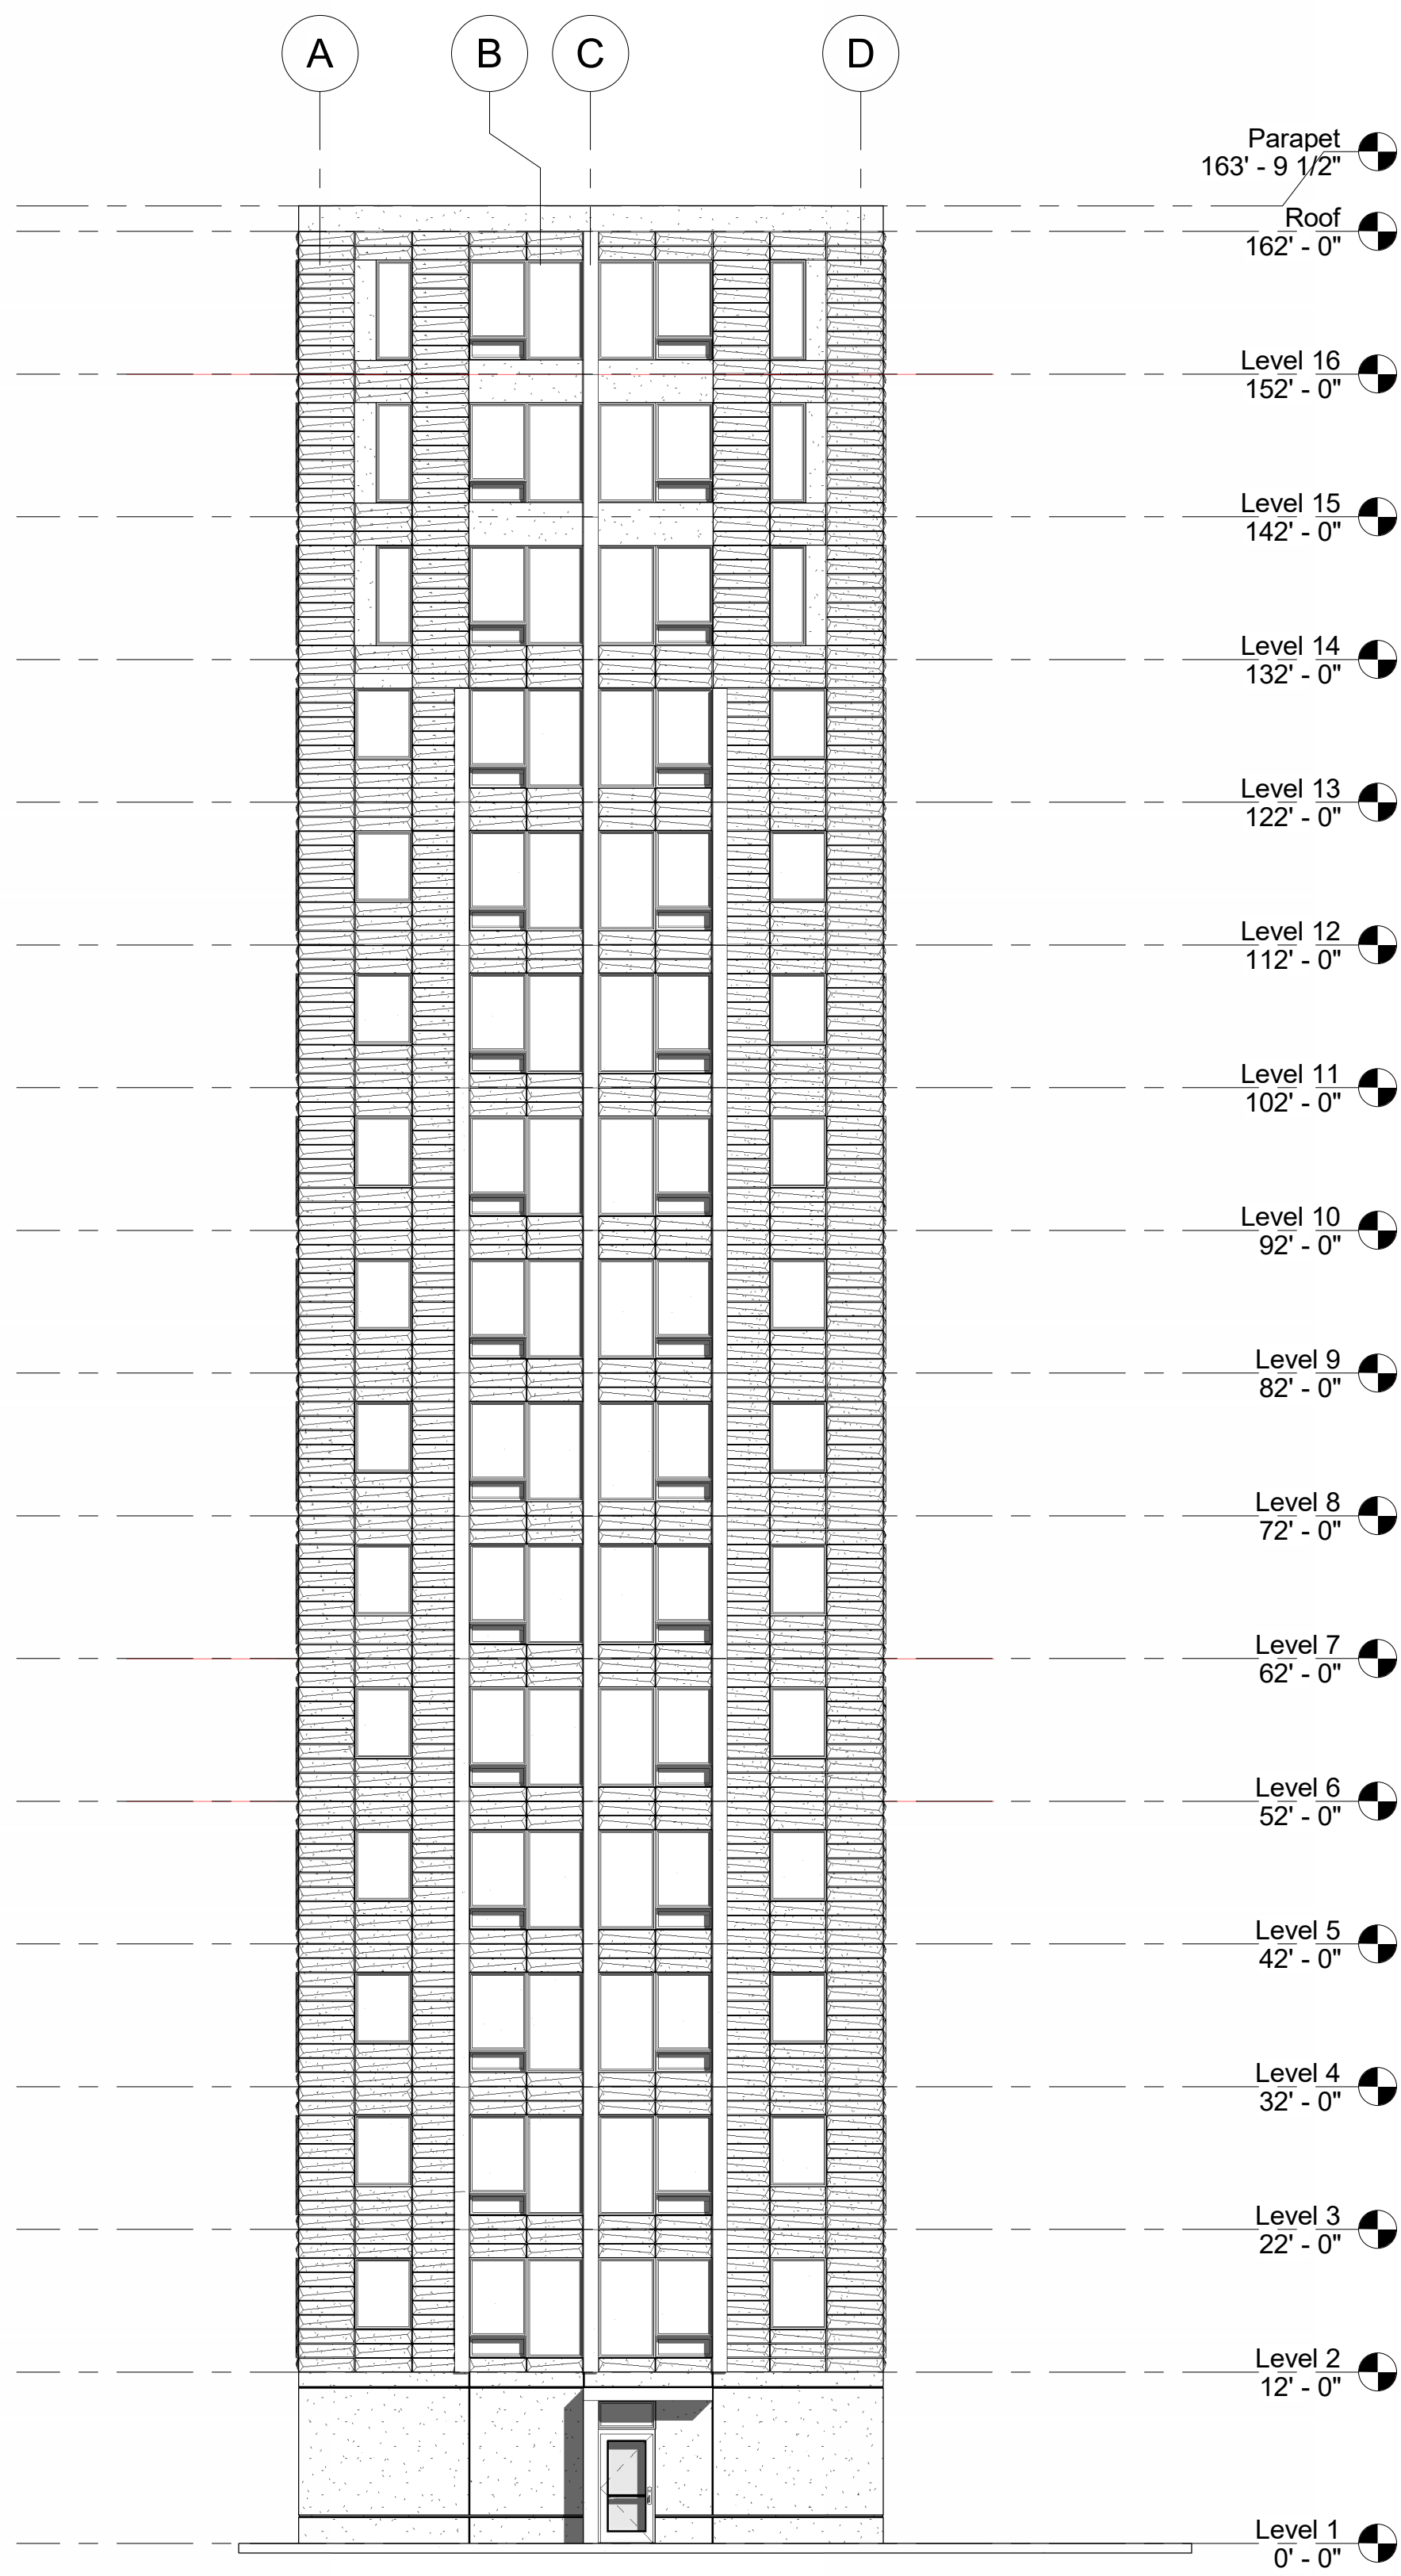 A
B
C
D
Parapet
163' - 9 1/2"
Roof
162' - 0"
Level 16
152' - 0"
Level 15
142' - 0"
Level 14
132' - 0"
Level 13
122' - 0"
Level 12
112' - 0"
Level 11
102' - 0"
Level 10
92' - 0"
Level 9
82' - 0"
Level 8
72' - 0"
Level 7
62' - 0"
Level 6
52' - 0"
Level 5
42' - 0"
Level 4
32' - 0"
Level 3
22' - 0"
Level 2
12' - 0"
Level 1
0' - 0"